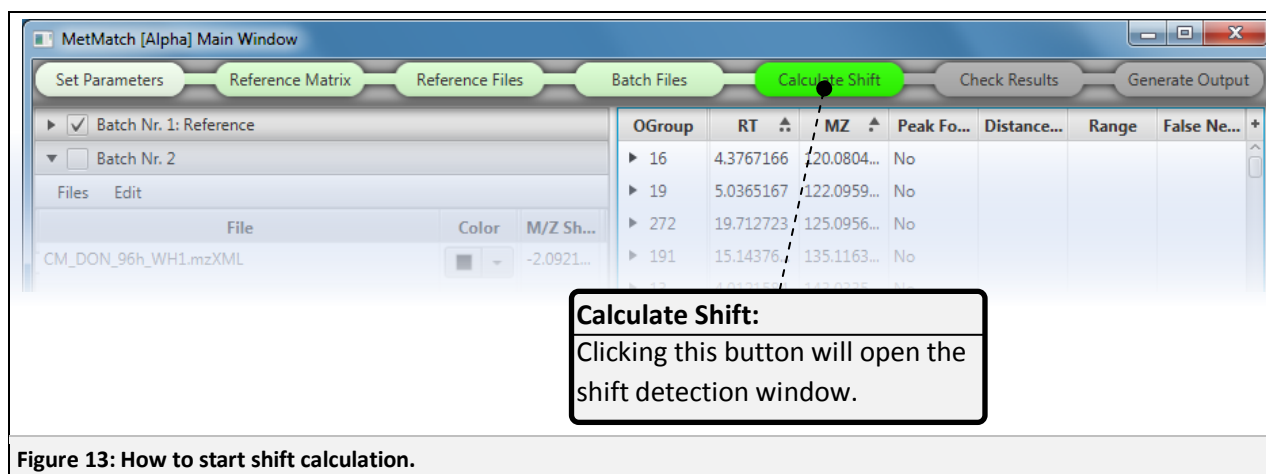 MetMatch [Alpha] Main Window
Set Parameters Reference Matrix Reference Files Batch Files Calculate Shift Check Results Generate Output
Batch Nr. 1: Reference
Batch Nr. 2
Files Edit
File Color M/Z Sh...
CM_DON_96h_WH1.mzXML -2.0921...
OGroup RT MZ Peak Fo... Distance... Range False Ne... +
16 4.3767166 120.0804... No
19 5.0365167 122.0959... No
272 19.712723 125.0956... No
191 15.14376... 135.1163... No
Calculate Shift:
Clicking this button will open the
shift detection window.
Figure 13: How to start shift calculation.